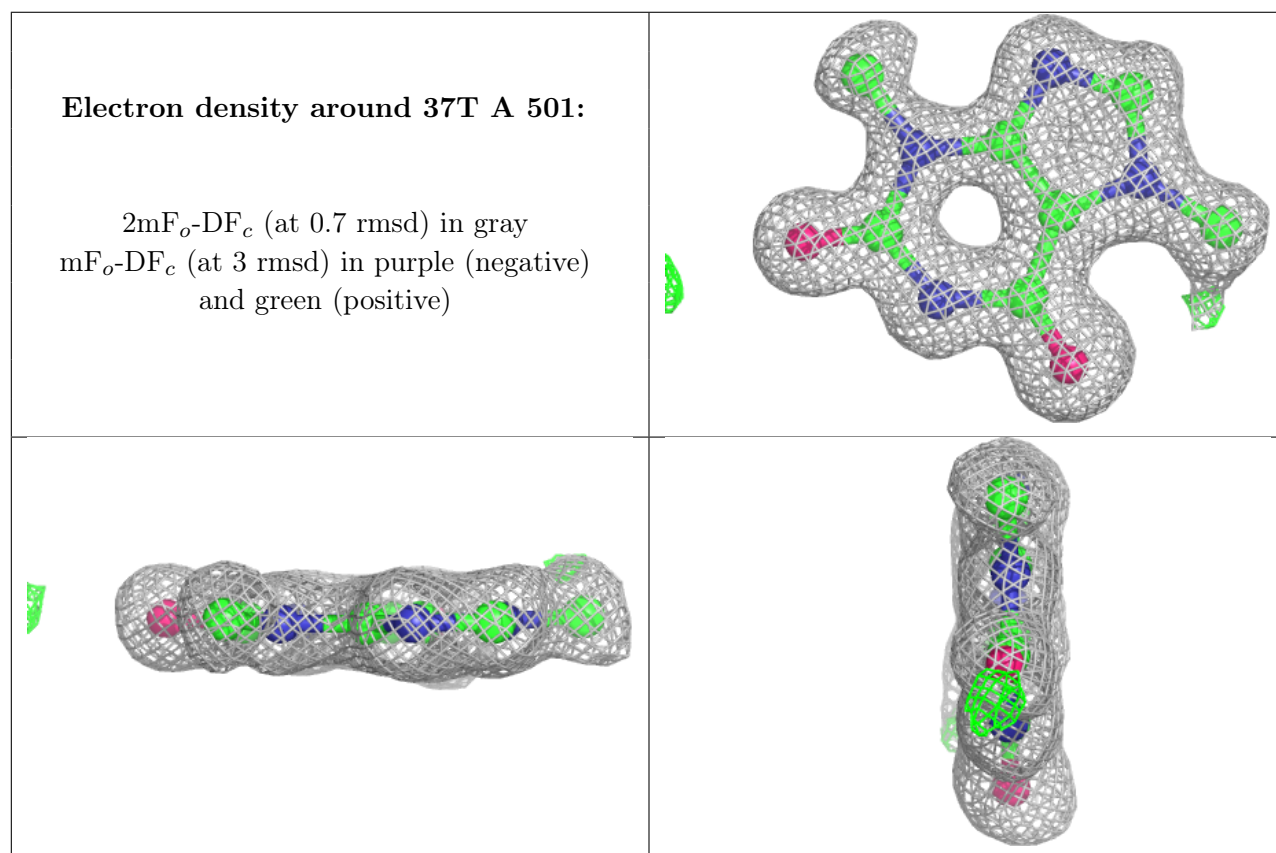 Electron density around 37T A 501:
2mFo-DFc (at 0.7 rmsd) in gray
mFo-DFc (at 3 rmsd) in purple (negative)
and green (positive)